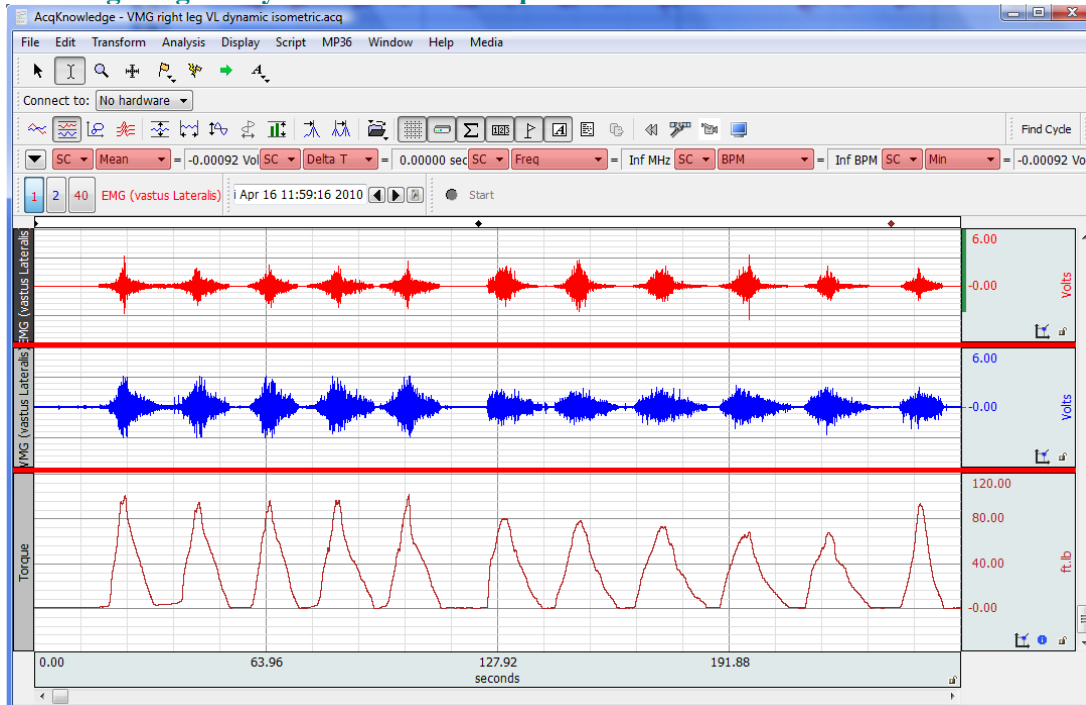 AcqKnowledge - VMG right leg VL dynamic isometric.acq
File Edit Transform Analysis Display Script MP36 Window Help Media
Connect to: No hardware
Find Cycle
SC Mean = -0.00092 Vol SC Delta T = 0.00000 sec SC Freq = Inf MHz SC BPM = Inf BPM SC Min = -0.00092 Vo
1 2 40 EMG (vastus Lateralis) i Apr 16 11:59:16 2010 Start
EMG (vastus Lateralis
6.00
-0.00
Volts
VMG (vastus Lateralis)
6.00
-0.00
Volts
Torque
120.00
80.00
40.00
-0.00
ft.lb
0.00 63.96 127.92 191.88
seconds